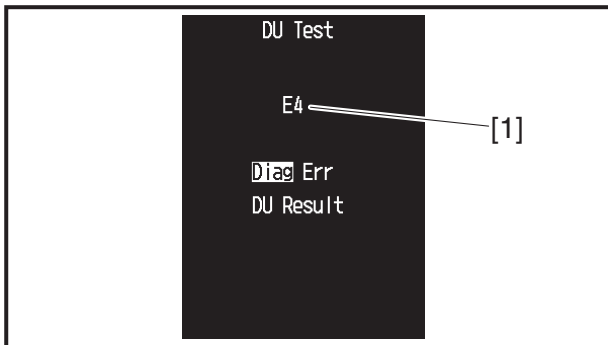 DU Test
E4
[1]
Diag Err
DU Result